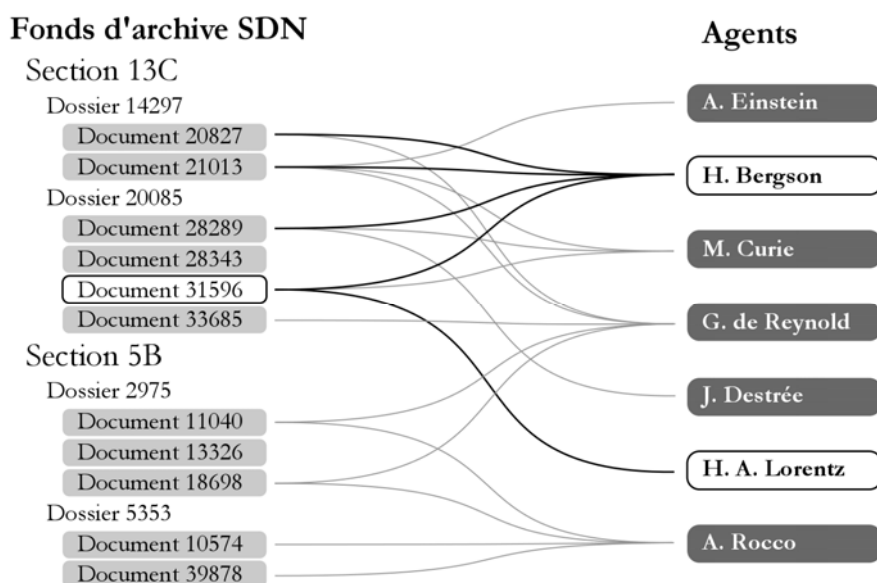 Fonds d'archive SDN
Section 13C
Dossier 14297
Document 20827
Document 21013
Dossier 20085
Document 28289
Document 28343
Document 31596
Document 33685
Section 5B
Dossier 2975
Document 11040
Document 13326
Document 18698
Dossier 5353
Document 10574
Document 39878
Agents
A. Einstein
H. Bergson
M. Curie
G. de Reynold
J. Destrée
H. A. Lorentz
A. Rocco